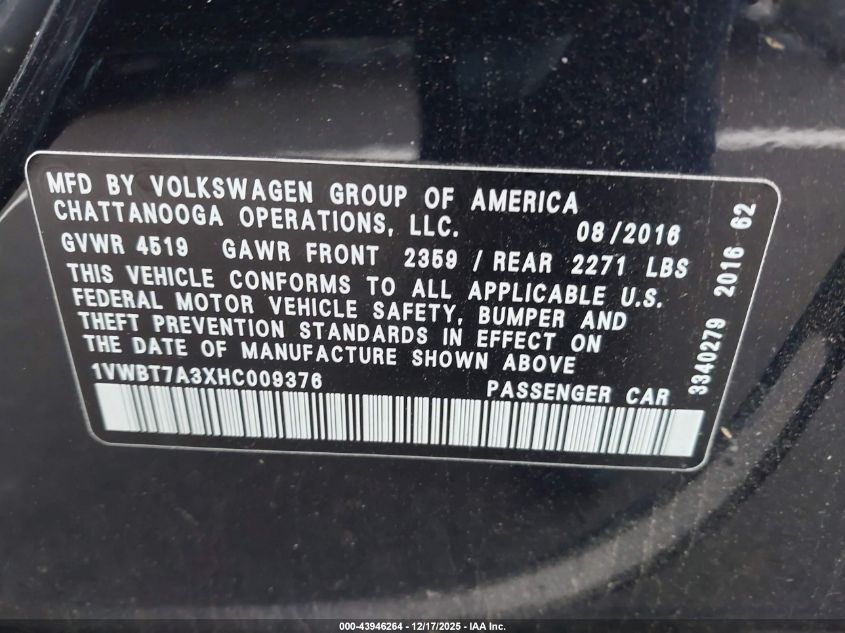 MFD BY VOLKSWAGEN GROUP OF AMERICA
CHATTANOOGA OPERATIONS, LLC. 08/2016
GVWR 4519 GAWR FRONT 2359 / REAR 2271 LBS
THIS VEHICLE CONFORMS TO ALL APPLICABLE U.S.
FEDERAL MOTOR VEHICLE SAFETY, BUMPER AND
THEFT PREVENTION STANDARDS IN EFFECT ON
THE DATE OF MANUFACTURE SHOWN ABOVE
1VWBT7A3XHC009376 PASSENGER CAR
3340279 2016 62
000-43946264 - 12/17/2025 - IAA Inc.